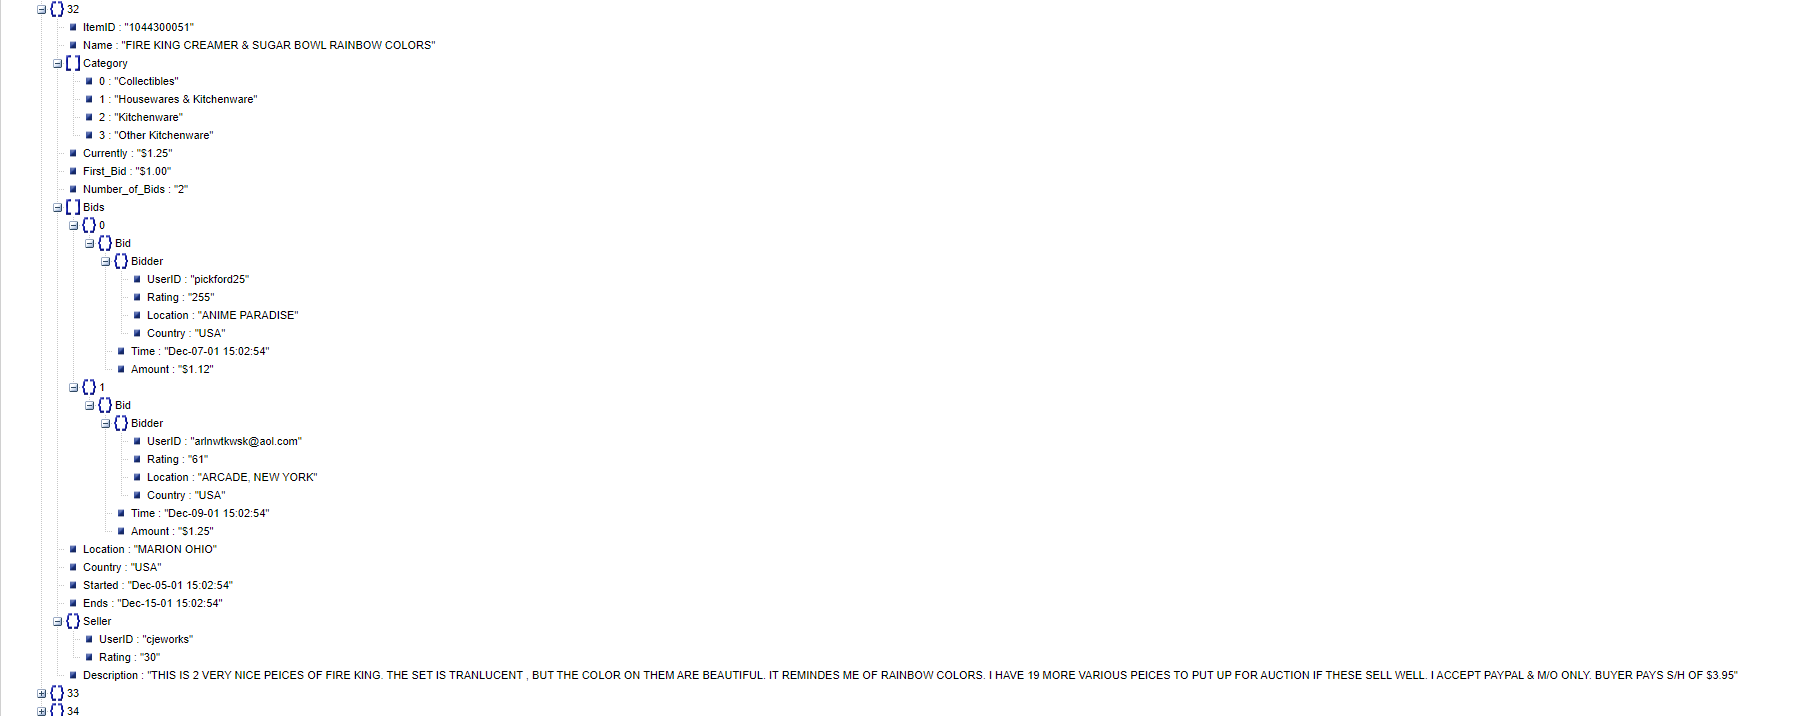 {} 32
ItemID : "1044300051"
Name : "FIRE KING CREAMER & SUGAR BOWL RAINBOW COLORS"
[] Category
0 : "Collectibles"
1 : "Housewares & Kitchenware"
2 : "Kitchenware"
3 : "Other Kitchenware"
Currently : "$1.25"
First_Bid : "$1.00"
Number_of_Bids : "2"
[] Bids
{} 0
{} Bid
{} Bidder
UserID : "pickford25"
Rating : "255"
Location : "ANIME PARADISE"
Country : "USA"
Time : "Dec-07-01 15:02:54"
Amount : "$1.12"
{} 1
{} Bid
{} Bidder
UserID : "arlnwtkwsk@aol.com"
Rating : "61"
Location : "ARCADE, NEW YORK"
Country : "USA"
Time : "Dec-09-01 15:02:54"
Amount : "$1.25"
Location : "MARION OHIO"
Country : "USA"
Started : "Dec-05-01 15:02:54"
Ends : "Dec-15-01 15:02:54"
{} Seller
UserID : "cjeworks"
Rating : "30"
Description : "THIS IS 2 VERY NICE PEICES OF FIRE KING. THE SET IS TRANLUCENT , BUT THE COLOR ON THEM ARE BEAUTIFUL. IT REMINDES ME OF RAINBOW COLORS. I HAVE 19 MORE VARIOUS PEICES TO PUT UP FOR AUCTION IF THESE SELL WELL. I ACCEPT PAYPAL & M/O ONLY. BUYER PAYS S/H OF $3.95"
{} 33
{} 34